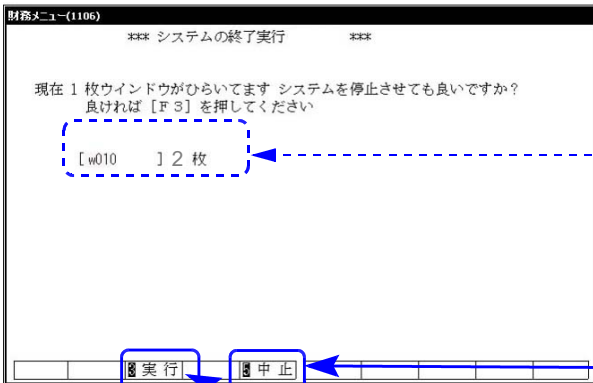 財務メニュー(1106)
*** システムの終了実行 ***
現在 1 枚ウインドウがひらいてます システムを停止させても良いですか?
良ければ [F3] を押してください
[w010 ] 2 枚
3 実 行 5 中 止